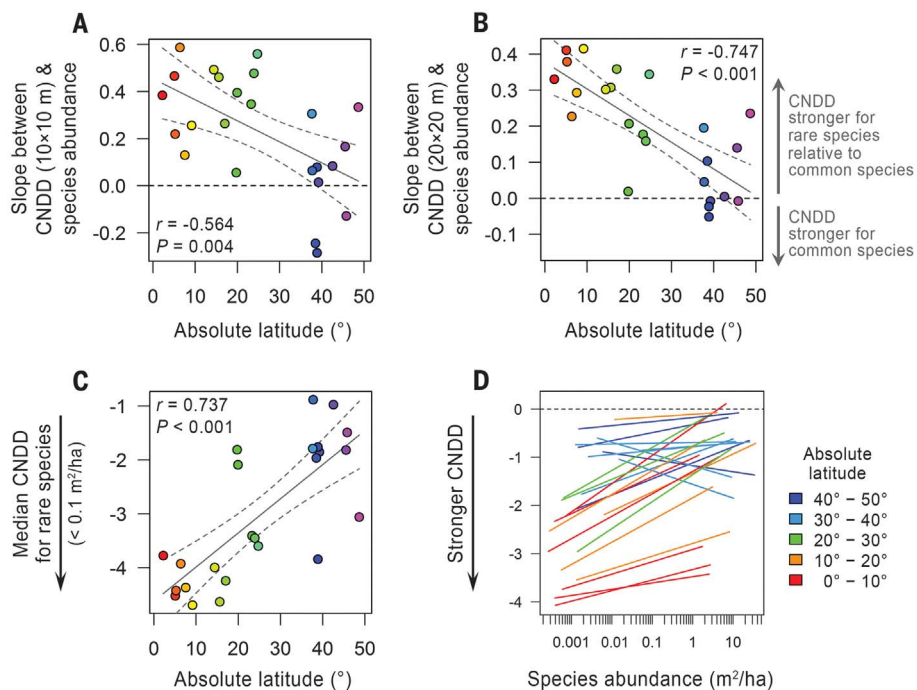 A
Slope between
CNDD (10×10 m) &
species abundance
0.6
0.4
0.2
0.0
-0.2
r = -0.564
P = 0.004
0 10 20 30 40 50
Absolute latitude (°)
B
Slope between
CNDD (20×20 m) &
species abundance
0.4
0.3
0.2
0.1
0.0
-0.1
r = -0.747
P < 0.001
0 10 20 30 40 50
Absolute latitude (°)
CNDD
stronger for
rare species
relative to
common species
CNDD
stronger for
common species
C
Median CNDD
for rare species
(< 0.1 m²/ha)
-1
-2
-3
-4
r = 0.737
P < 0.001
0 10 20 30 40 50
Absolute latitude (°)
D
Stronger CNDD
0
-1
-2
-3
-4
0.001 0.01 0.1 1 10
Species abundance (m²/ha)
Absolute
latitude
40° – 50°
30° – 40°
20° – 30°
10° – 20°
0° – 10°